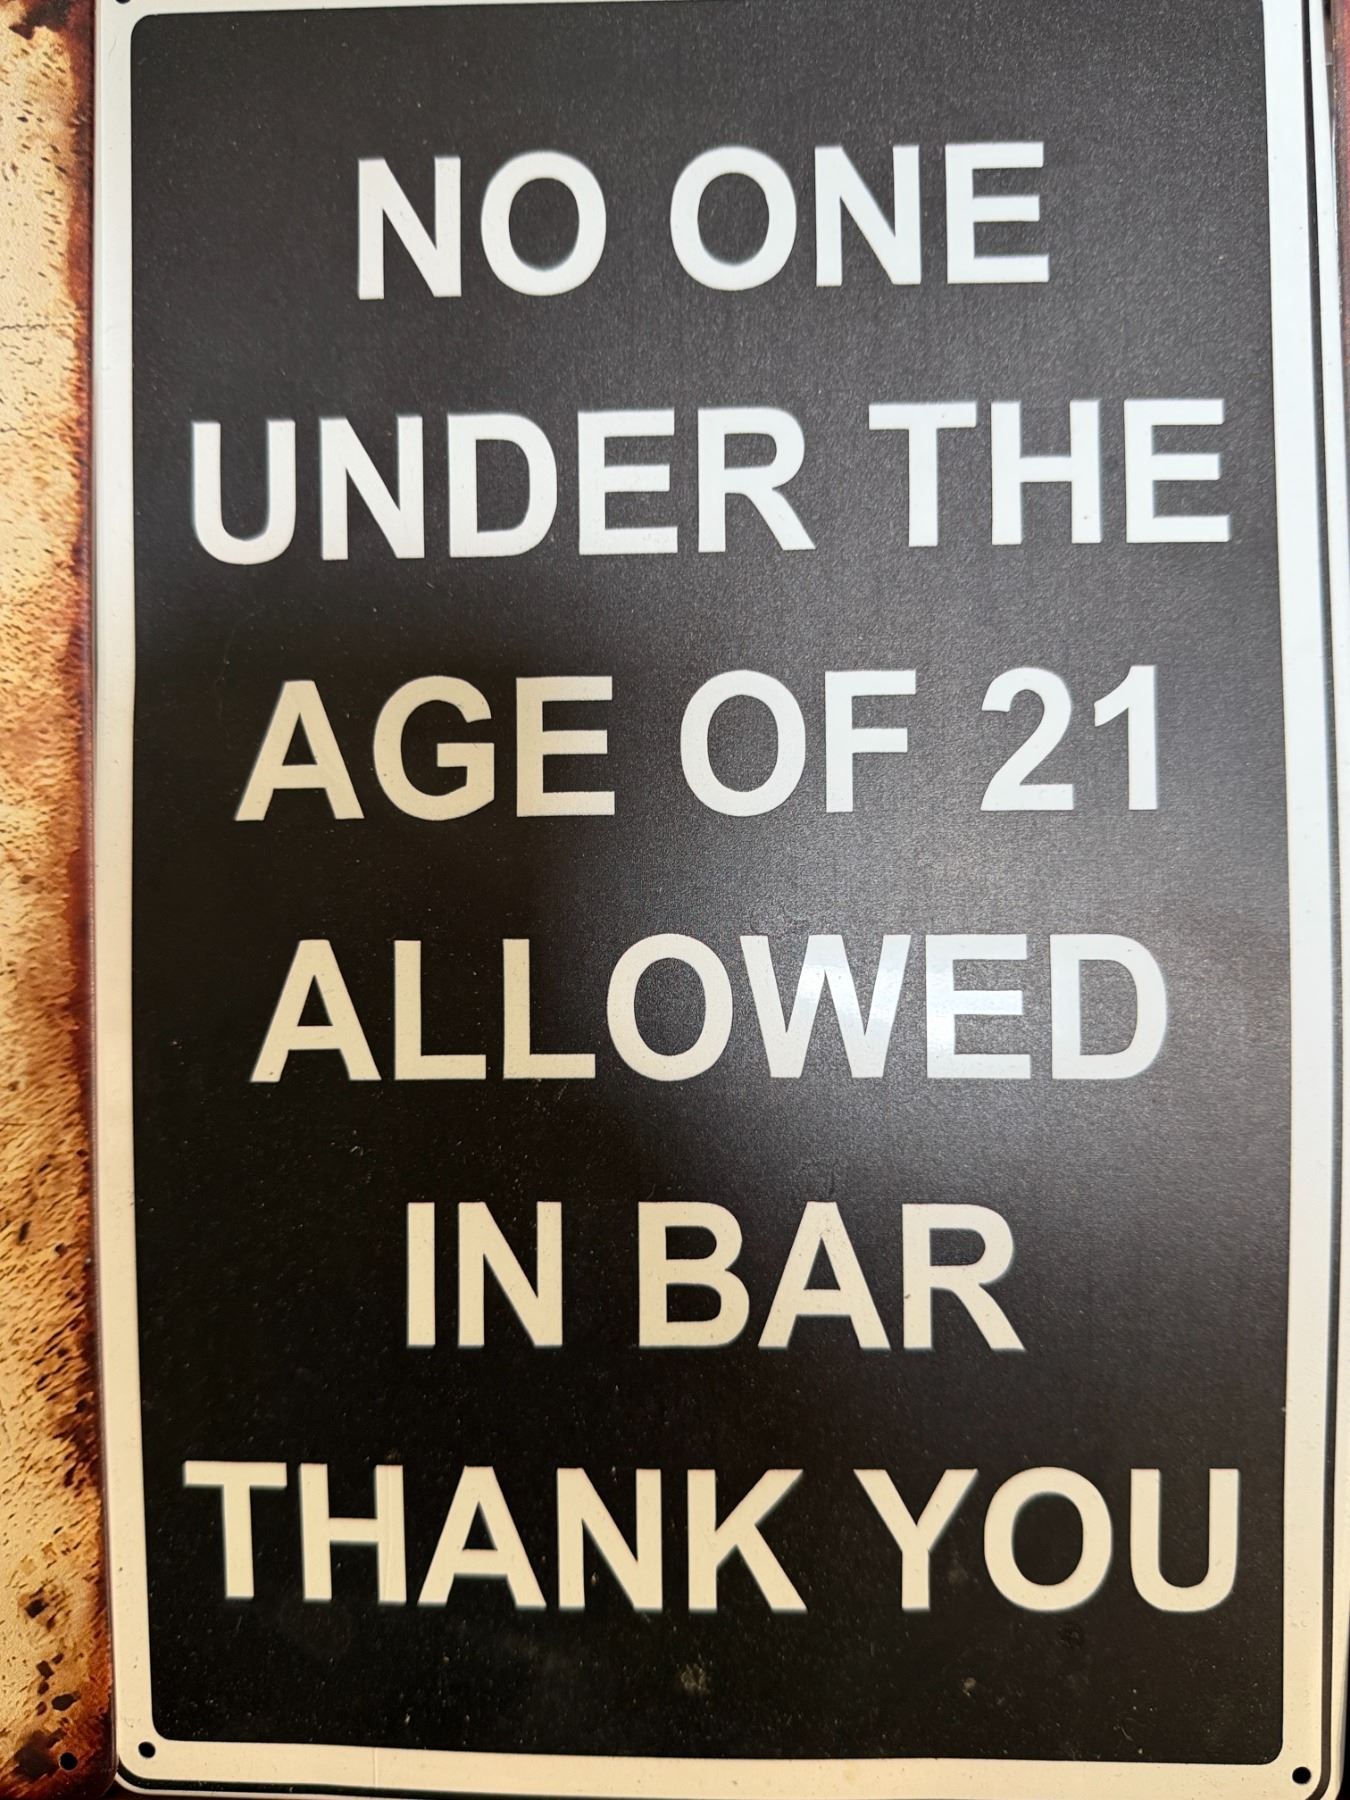 NO ONE
UNDER THE
AGE OF 21
ALLOWED
IN BAR
THANK YOU